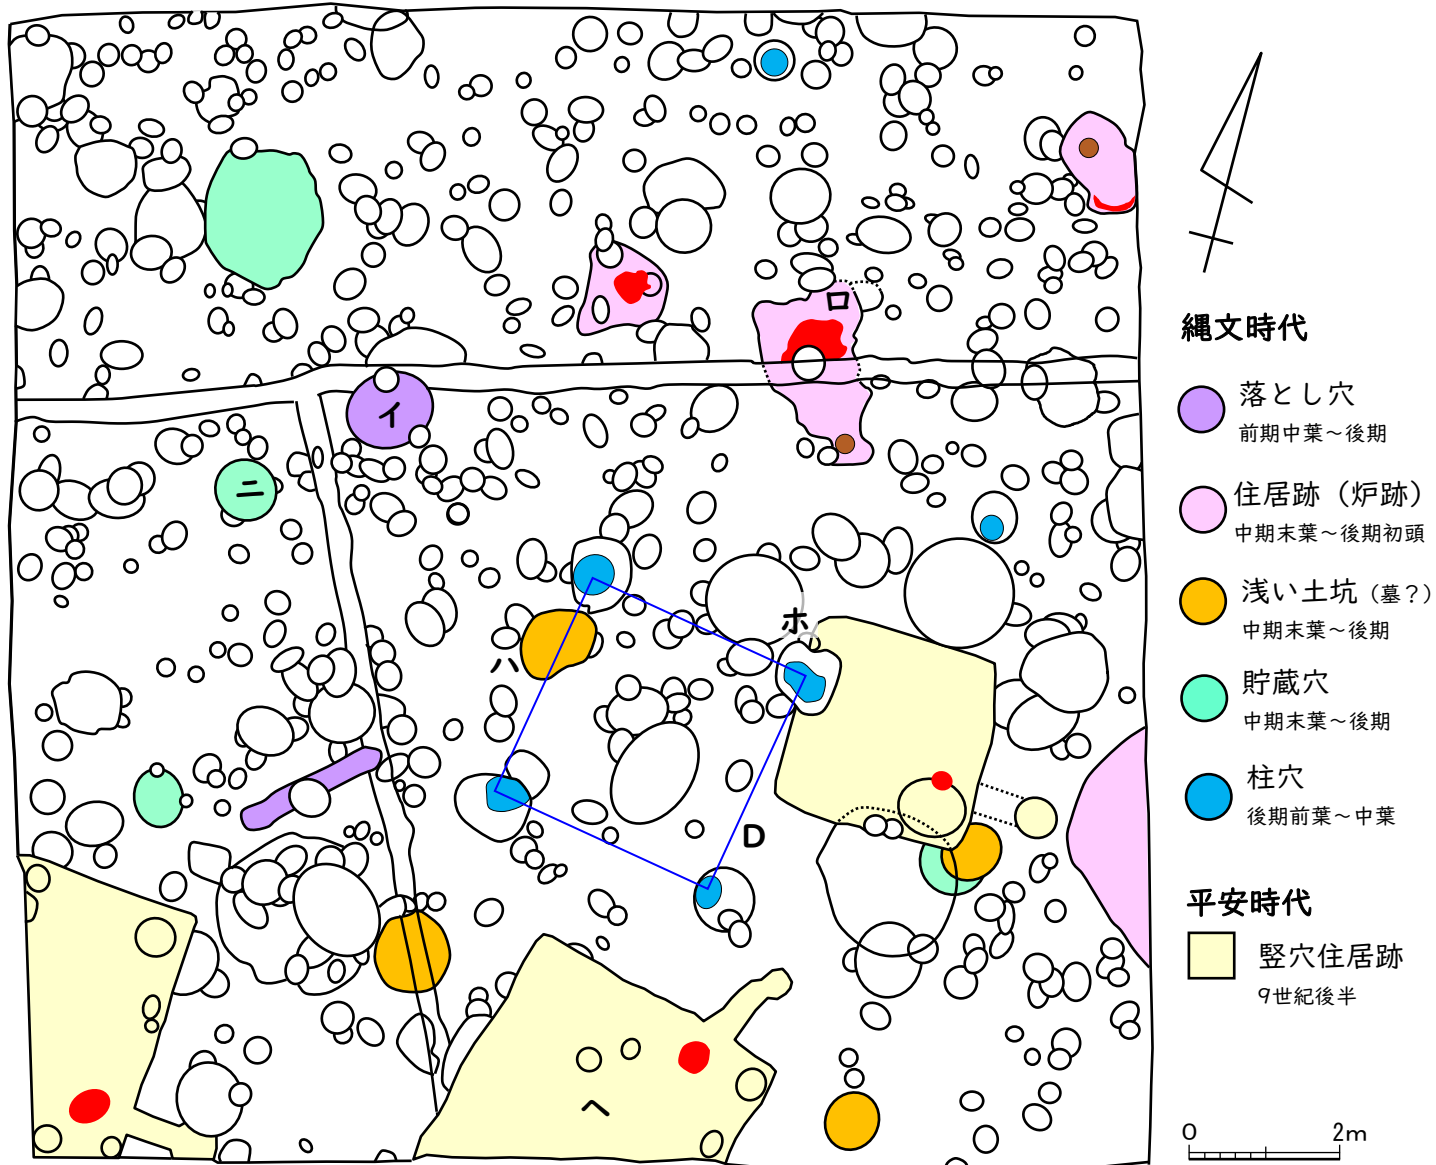 縄文時代
落とし穴
前期中葉～後期
住居跡（炉跡）
中期末葉～後期初頭
浅い土坑（墓？）
中期末葉～後期
貯蔵穴
中期末葉～後期
柱穴
後期前葉～中葉
平安時代
竪穴住居跡
9世紀後半
0 2m
ロ
イ
ニ
ホ
ハ
D
ヘ